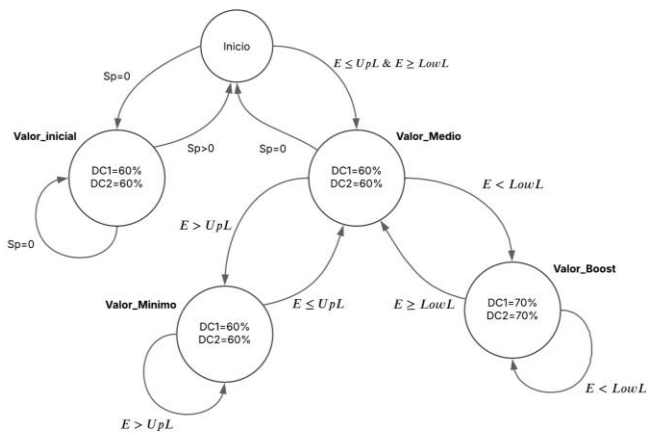 Inicio
Sp=0
E ≤ UpL & E ≥ LowL
Valor_inicial
Valor_Medio
Sp>0
Sp=0
DC1=60%
DC2=60%
DC1=60%
DC2=60%
E < LowL
E > UpL
Sp=0
Valor_Boost
Valor_Minimo
E ≤ UpL
E ≥ LowL
DC1=70%
DC2=70%
DC1=60%
DC2=60%
E < LowL
E > UpL